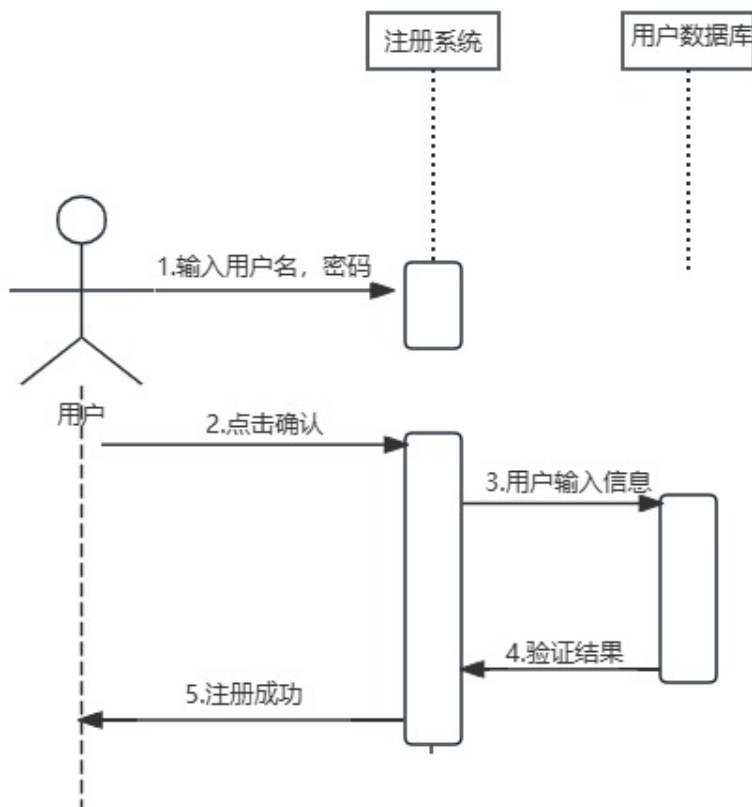 注册系统
用户数据库
1.输入用户名，密码
用户
2.点击确认
3.用户输入信息
4.验证结果
5.注册成功